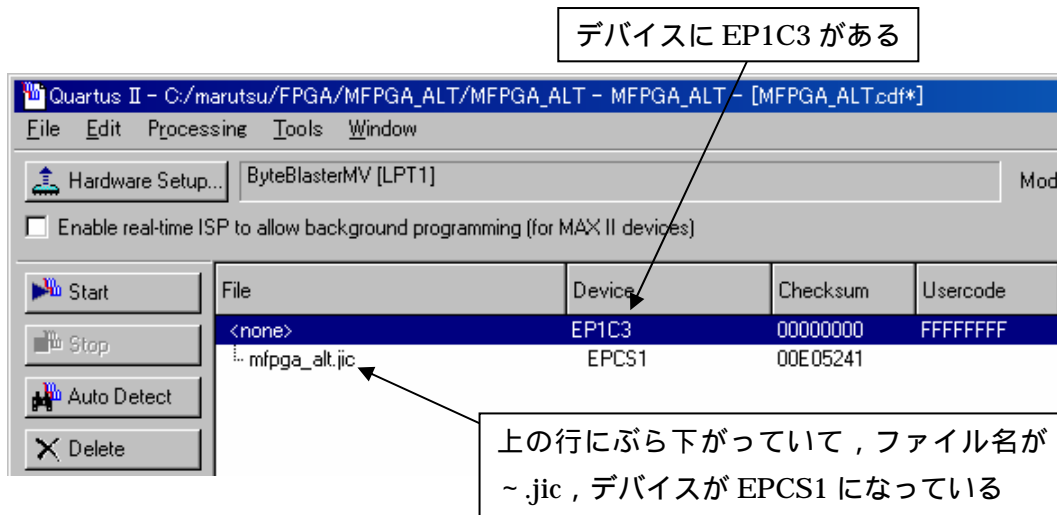 デバイスに EP1C3 がある
Quartus II - C:/marutsu/FPGA/MFPGA_ALT/MFPGA_ALT - MFPGA_ALT - [MFPGA_ALT.cdf*]
File Edit Processing Tools Window
Hardware Setup... ByteBlasterMV [LPT1] Mod
Enable real-time ISP to allow background programming (for MAX II devices)
Start File Device Checksum Usercode
<none> EP1C3 00000000 FFFFFFFF
Stop
mfpga_alt.jic EPCS1 00E05241
Auto Detect
Delete
上の行にぶら下がっていて，ファイル名が
~.jic，デバイスが EPCS1 になっている